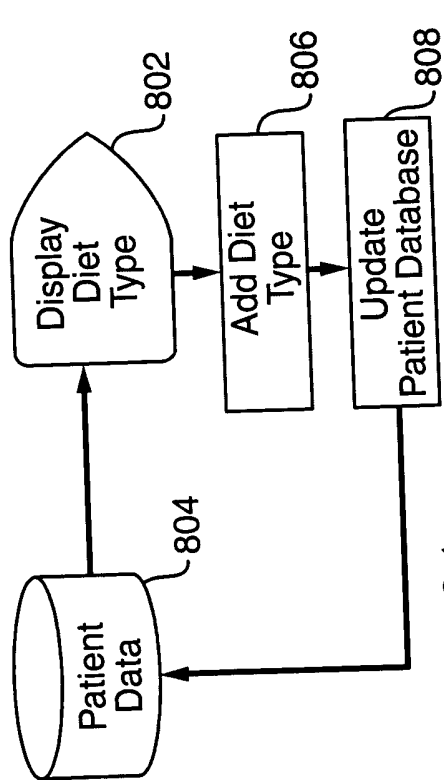 Patient
Data
804
Display
Diet
Type
802
Add Diet
Type
806
Update
Patient Database
808